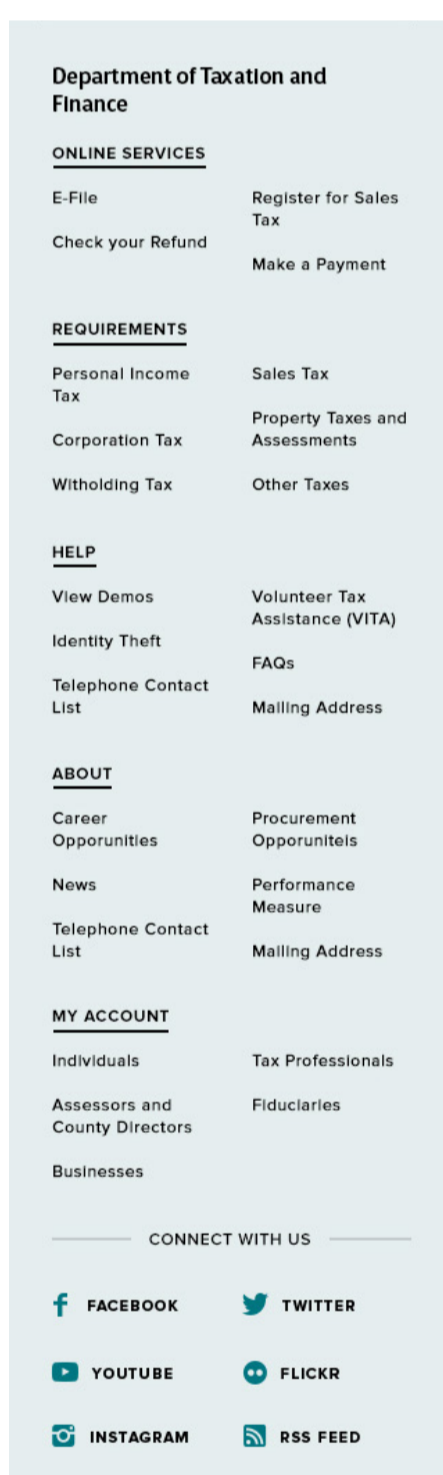 Department of Taxation and
Finance
ONLINE SERVICES
E-File
Check your Refund
Register for Sales
Tax
Make a Payment
REQUIREMENTS
Personal Income
Tax
Corporation Tax
Witholding Tax
Sales Tax
Property Taxes and
Assessments
Other Taxes
HELP
View Demos
Identity Theft
Telephone Contact
List
Volunteer Tax
Assistance (VITA)
FAQs
Mailing Address
ABOUT
Career
Opporunities
News
Telephone Contact
List
Procurement
Opporuniteis
Performance
Measure
Mailing Address
MY ACCOUNT
Individuals
Assessors and
County Directors
Businesses
Tax Professionals
Fiduciaries
CONNECT WITH US
FACEBOOK
TWITTER
YOUTUBE
FLICKR
INSTAGRAM
RSS FEED